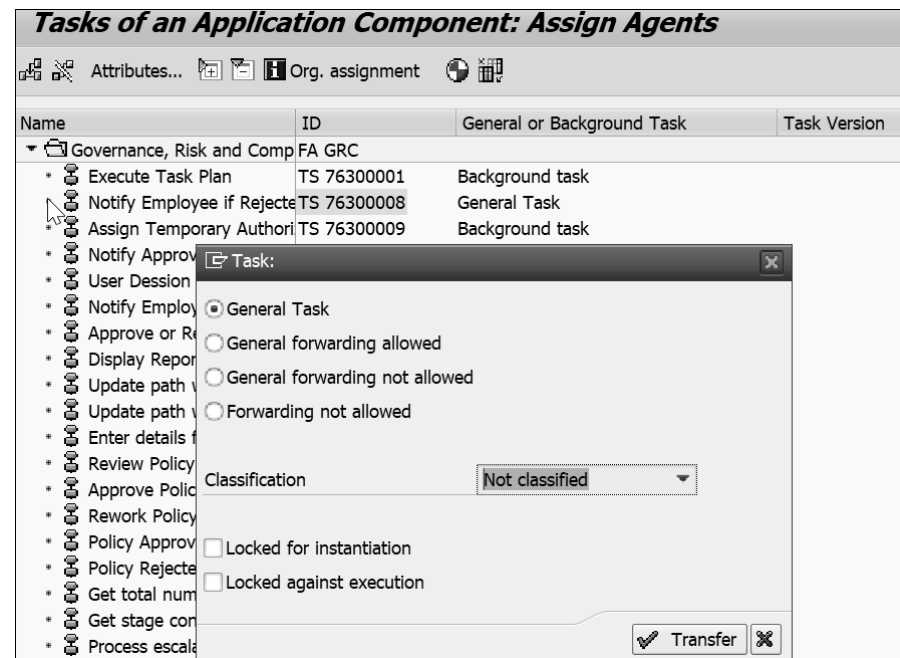 Tasks of an Application Component: Assign Agents
Attributes... Org. assignment
Name ID General or Background Task Task Version
Governance, Risk and Comp FA GRC
Execute Task Plan TS 76300001 Background task
Notify Employee if Rejecte TS 76300008 General Task
Assign Temporary Authori TS 76300009 Background task
Notify Approv
Task:
User Dession
General Task
Notify Employ
Approve or Re
General forwarding allowed
Display Repor
General forwarding not allowed
Update path
Update path
Forwarding not allowed
Enter details f
Review Policy
Classification Not classified
Approve Polic
Rework Policy
Policy Approv
Locked for instantiation
Policy Rejecte
Locked against execution
Get total num
Get stage con
Process escala
Transfer